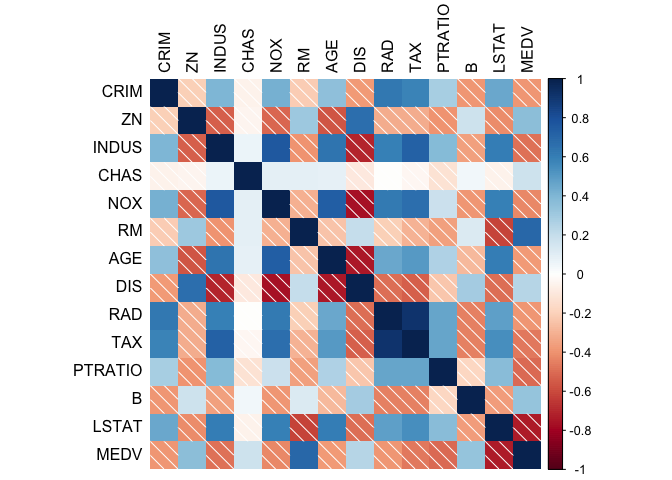 CRIM
ZN
INDUS
CHAS
NOX
RM
AGE
DIS
RAD
TAX
PTRATIO
B
LSTAT
MEDV
CRIM
ZN
INDUS
CHAS
NOX
RM
AGE
DIS
RAD
TAX
PTRATIO
B
LSTAT
MEDV
1
0.8
0.6
0.4
0.2
0
-0.2
-0.4
-0.6
-0.8
-1